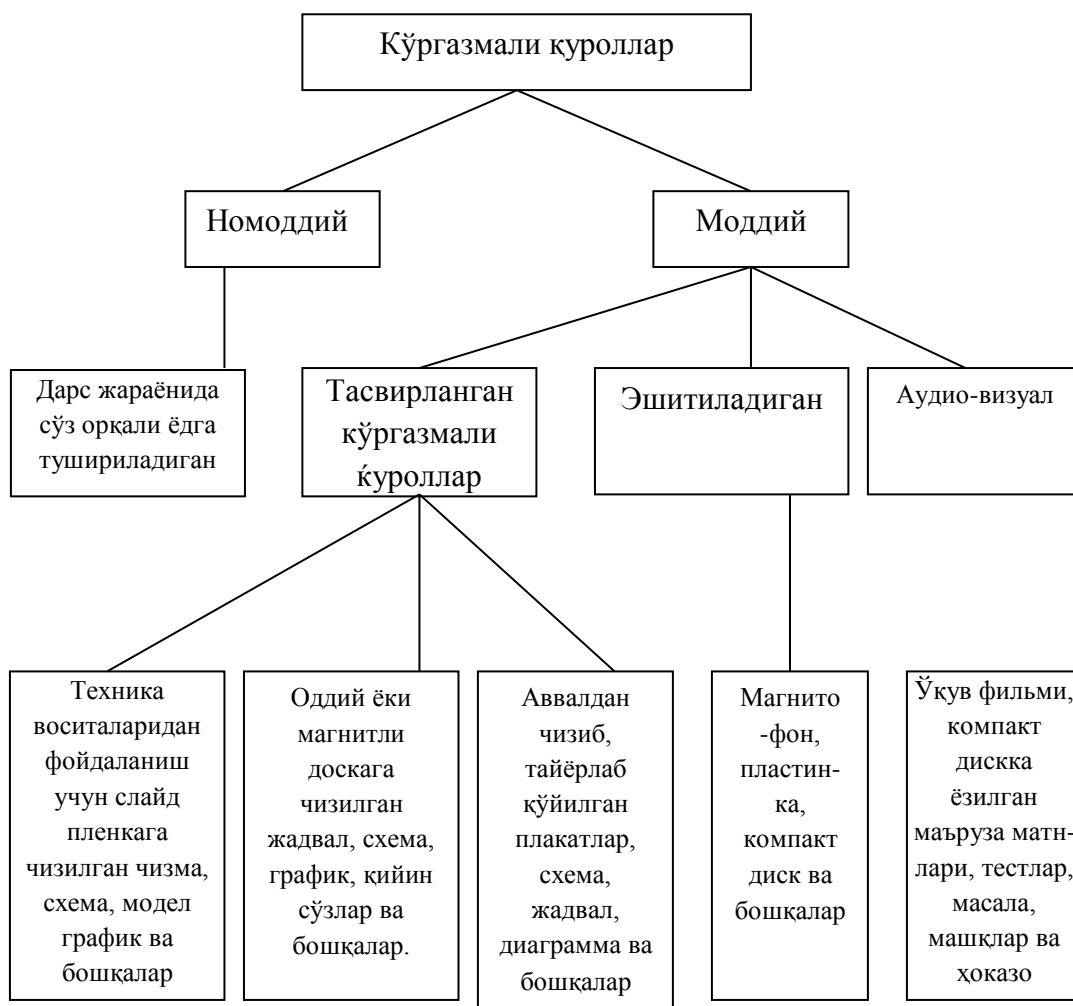 Кўргазмали қуроллар
Номоддий
Моддий
Дарс жараёнида
сўз орқали ёдга
тушириладиган
Тасвирланган
кўргазмали
ќуроллар
Эшитиладиган
Аудио-визуал
Техника
воситаларидан
фойдаланиш
учун слайд
пленкага
чизилган чизма,
схема, модел
график ва
бошқалар
Оддий ёки
магнитли
доскага
чизилган
жадвал, схема,
график, қийин
сўзлар ва
бошқалар.
Аввалдан
чизиб,
тайёрлаб
қўйилган
плакатлар,
схема,
жадвал,
диаграмма ва
бошқалар
Магнито
-фон,
пластин-
ка,
компакт
диск ва
бошқалар
Ўқув фильми,
компакт
дискка
ёзилган
маъруза матн-
лари, тестлар,
масала,
машқлар ва
ҳоказо